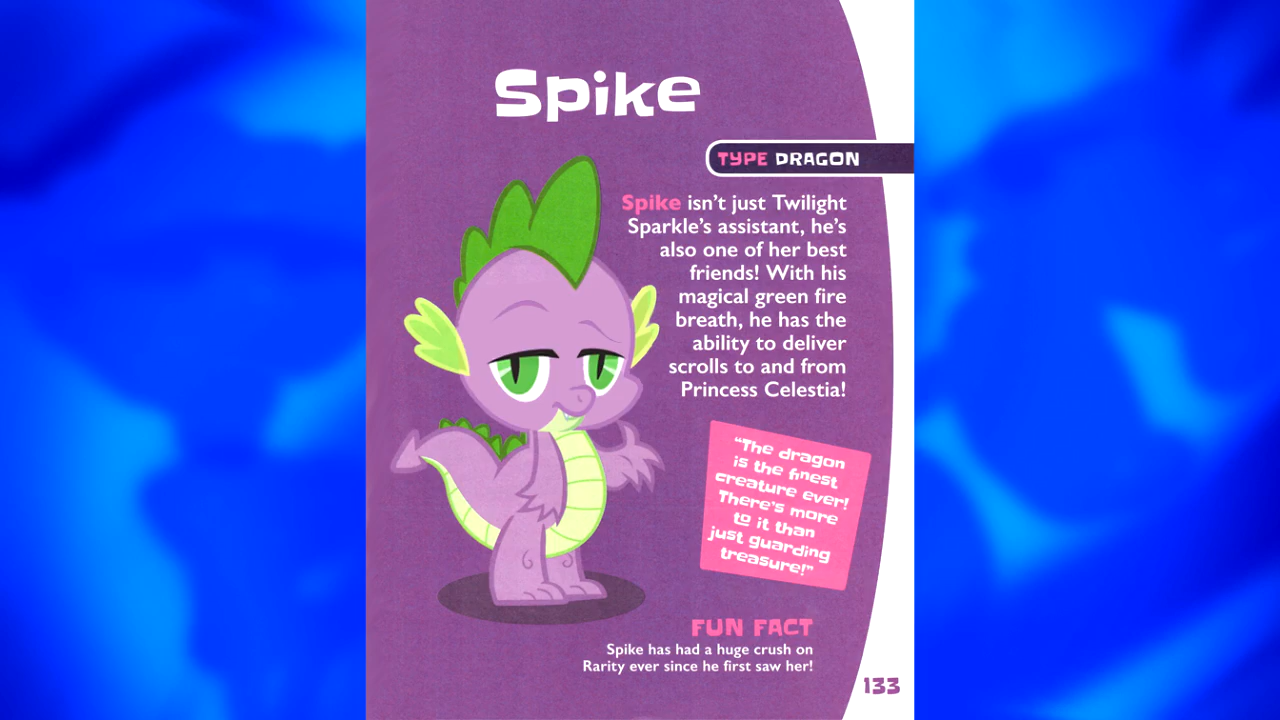 Spike
TYPE DRAGON
Spike isn't just Twilight
Sparkle's assistant, he's
also one of her best
friends! With his
magical green fire
breath, he has the
ability to deliver
scrolls to and from
Princess Celestia!
"The dragon
is the finest
creature ever!
There's more
to it than
just guarding
treasure!"
FUN FACT
Spike has had a huge crush on
Rarity ever since he first saw her!
133